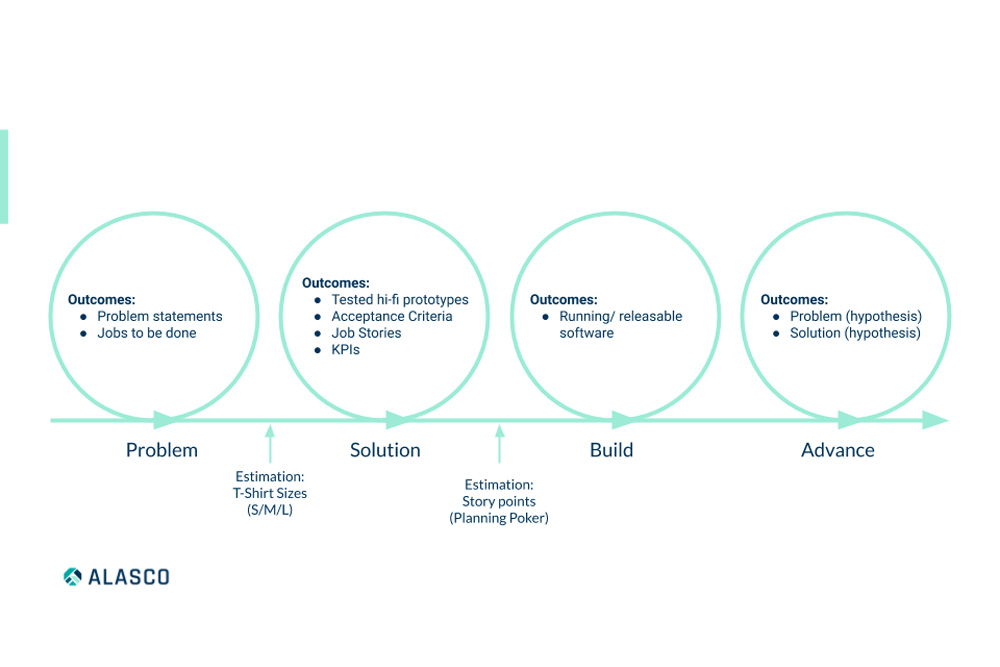 Outcomes:
● Problem statements
● Jobs to be done
Outcomes:
● Tested hi-fi prototypes
● Acceptance Criteria
● Job Stories
● KPIs
Outcomes:
● Running/ releasable
software
Outcomes:
● Problem (hypothesis)
● Solution (hypothesis)
Problem
Solution
Build
Advance
Estimation:
T-Shirt Sizes
(S/M/L)
Estimation:
Story points
(Planning Poker)
ALASCO